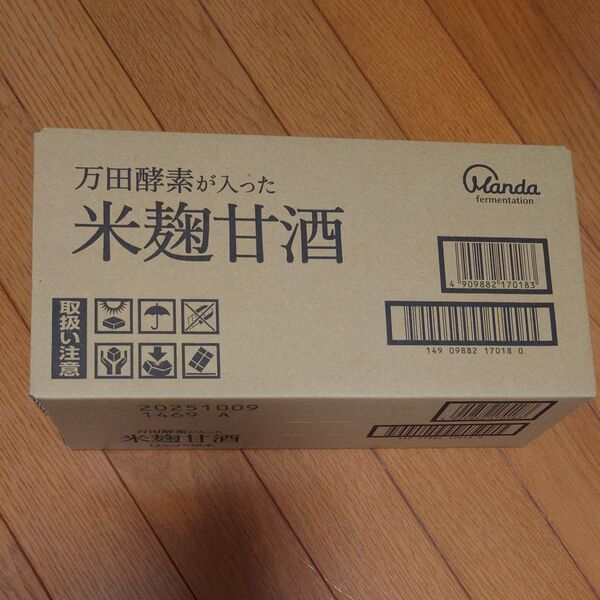 万田酵素が入った
米麹甘酒
Manda
fermentation
4 909882 170183
149 09882 17018 0
取扱い注意
20251009
1469 A
万田酵素が入った
米麹甘酒